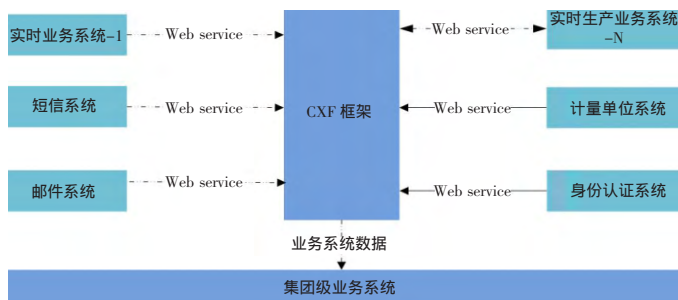 实时业务系统-1
Web service
Web service
实时生产业务系统
-N
短信系统
Web service
CXF 框架
Web service
计量单位系统
邮件系统
Web service
Web service
身份认证系统
业务系统数据
集团级业务系统